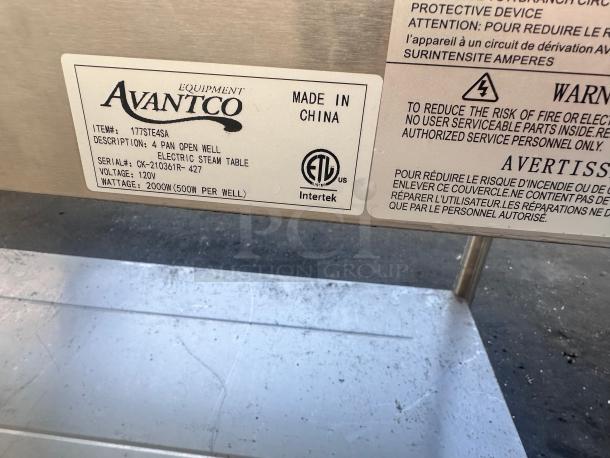 EQUIPMENT
AVANTCO
MADE IN
CHINA
ITEM#: 177STE4SA
DESCRIPTION: 4 PAN OPEN WELL
ELECTRIC STEAM TABLE
SERIAL#: CK-210361R- 427
VOLTAGE: 120V
WATTAGE: 2000W(500W PER WELL)
ETL
US
Intertek
BRANCH CIRC
PROTECTIVE DEVICE
ATTENTION: POUR REDUIRE LE R
l'appareil à un circuit de dérivation Av
SURINTENSITE AMPERES
WARN
TO REDUCE THE RISK OF FIRE OR ELEC
NO USER SERVICEABLE PARTS INSIDE.RE
AUTHORIZED SERVICE PERSONNEL ONLY.
AVERTISS
POUR RÉDUIRE LE RISQUE D'INCENDIE OU DE
ENLEVER CE COUVERCLE.NE CONTIENT PAS DE
RÉPARER L'UTILISATEUR.LES RÉPARATIONS NE D
QUE PAR LE PERSONNEL AUTORISÉ.
PCI
AUCTION GROUP